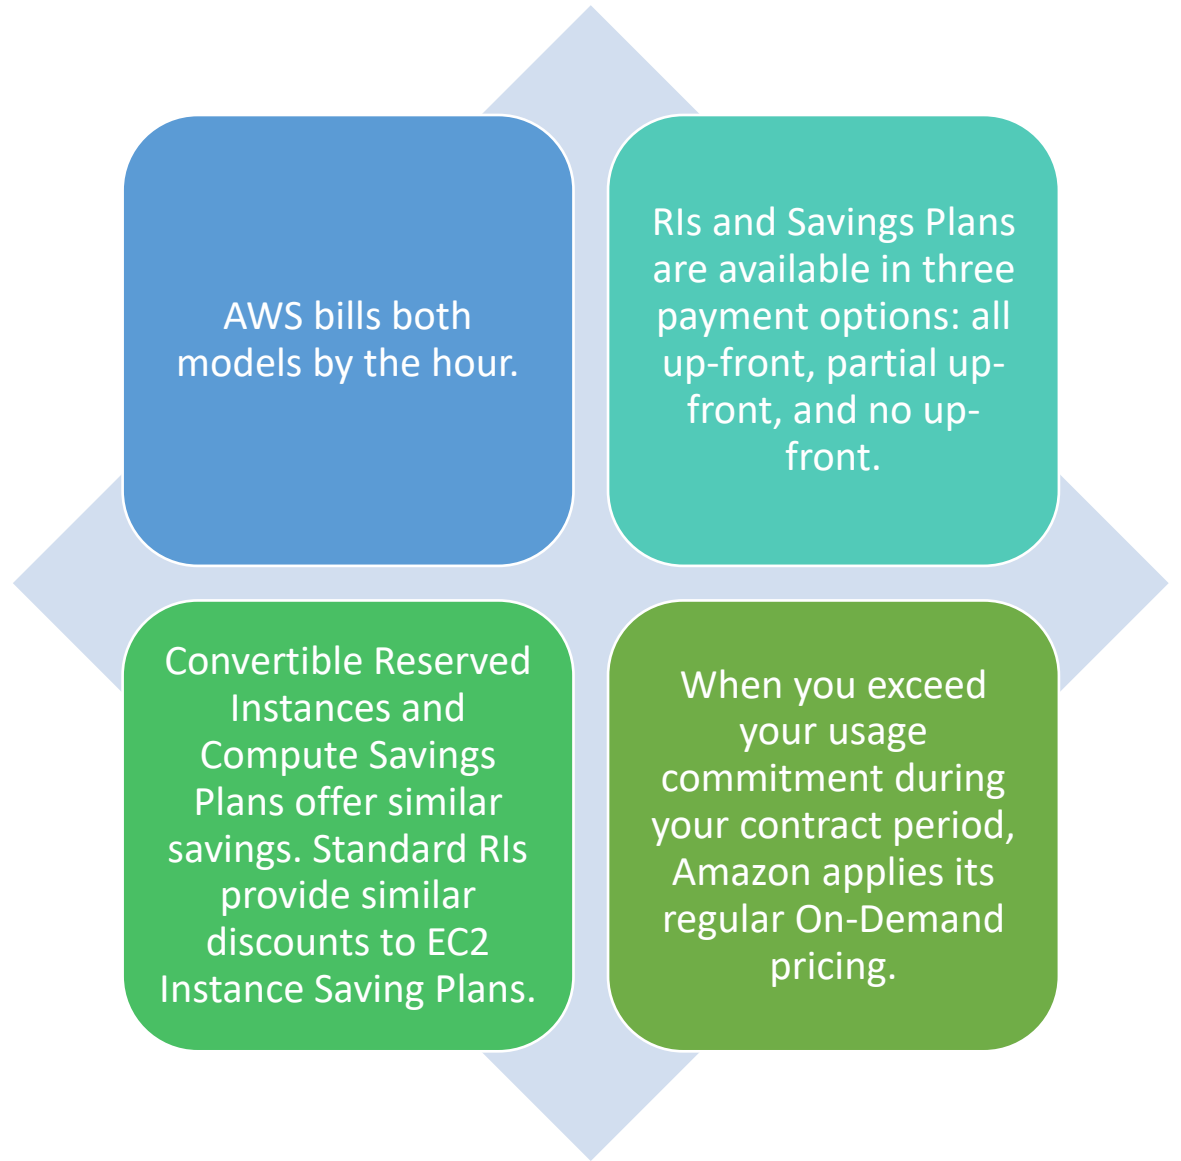 AWS bills both
models by the hour.
RIs and Savings Plans
are available in three
payment options: all
up-front, partial up-
front, and no up-
front.
Convertible Reserved
Instances and
Compute Savings
Plans offer similar
savings. Standard RIs
provide similar
discounts to EC2
Instance Saving Plans.
When you exceed
your usage
commitment during
your contract period,
Amazon applies its
regular On-Demand
pricing.